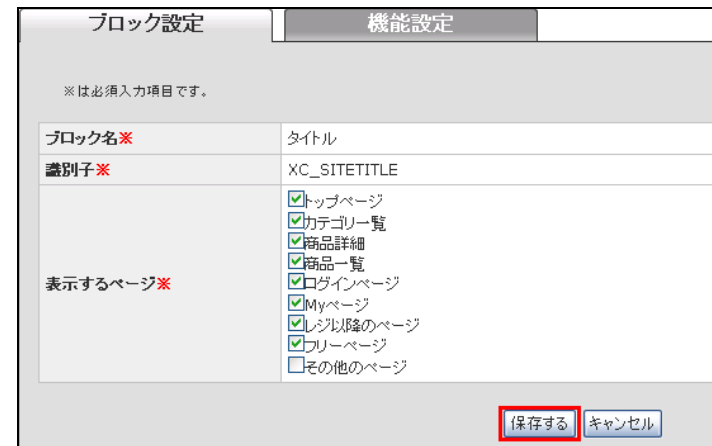 ブロック設定 機能設定
※は必須入力項目です。
ブロック名※ タイトル
識別子※ XC_SITETITLE
表示するページ※
トップページ
カテゴリー覧
商品詳細
商品一覧
ログインページ
Myページ
レジ以降のページ
フリーページ
その他のページ
保存する キャンセル